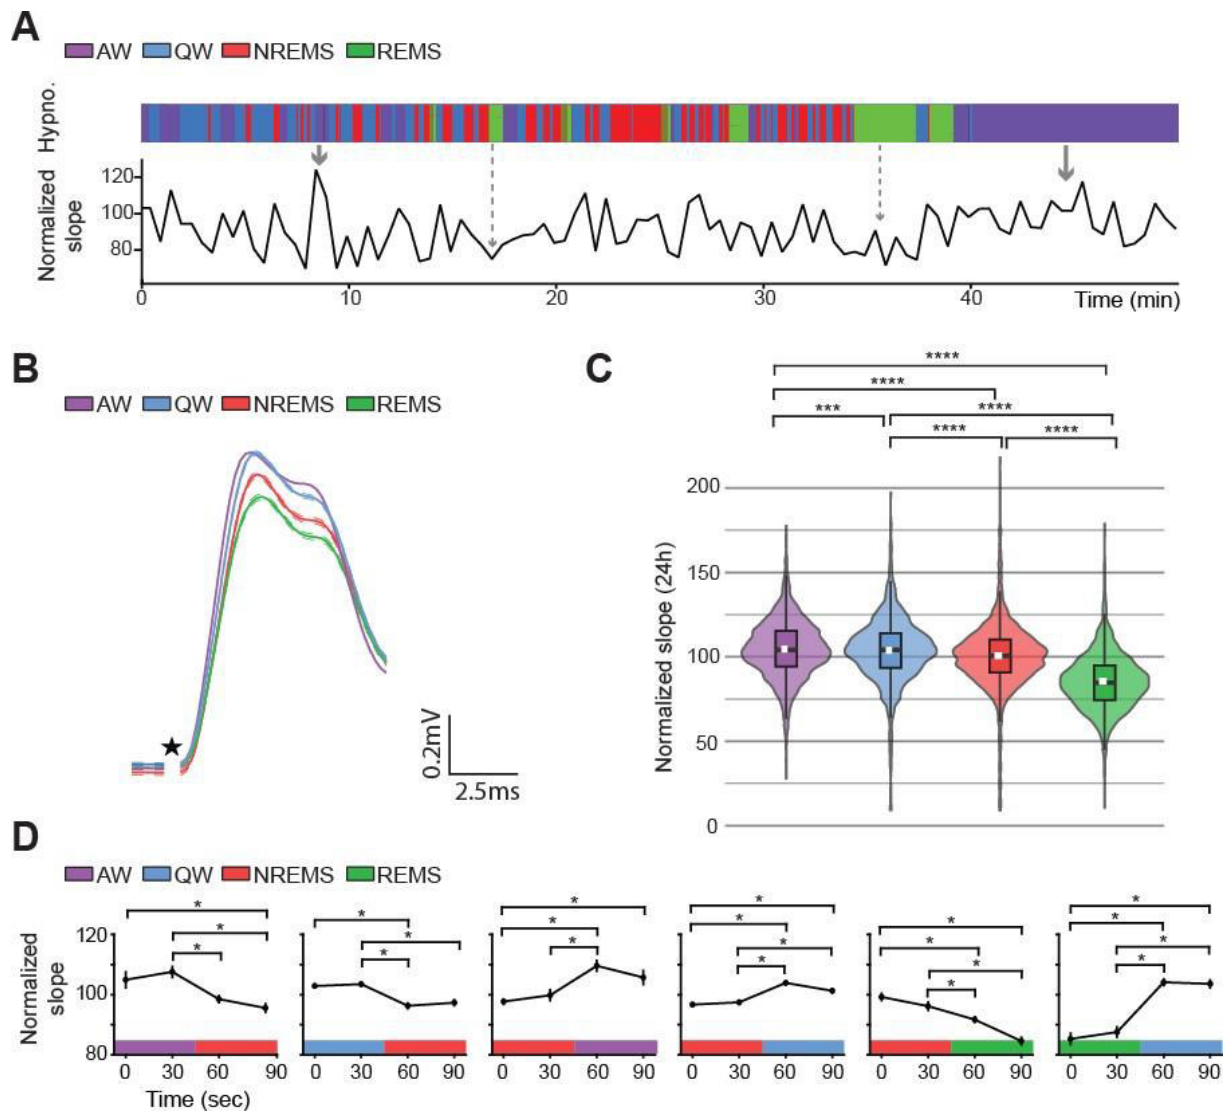 A
AW QW NREMS REMS
Hypno.
Normalized slope
120
100
80
0 10 20 30 40 Time (min)
B
AW QW NREMS REMS
★
0.2mV
2.5ms
C
****
****
*** ****
**** ****
Normalized slope (24h)
200
150
100
50
0
D
AW QW NREMS REMS
Normalized slope
120
100
80
* * *
* * *
* * *
* * * *
* * * *
* * * *
0 30 60 90 0 30 60 90 0 30 60 90 0 30 60 90 0 30 60 90 0 30 60 90
Time (sec)